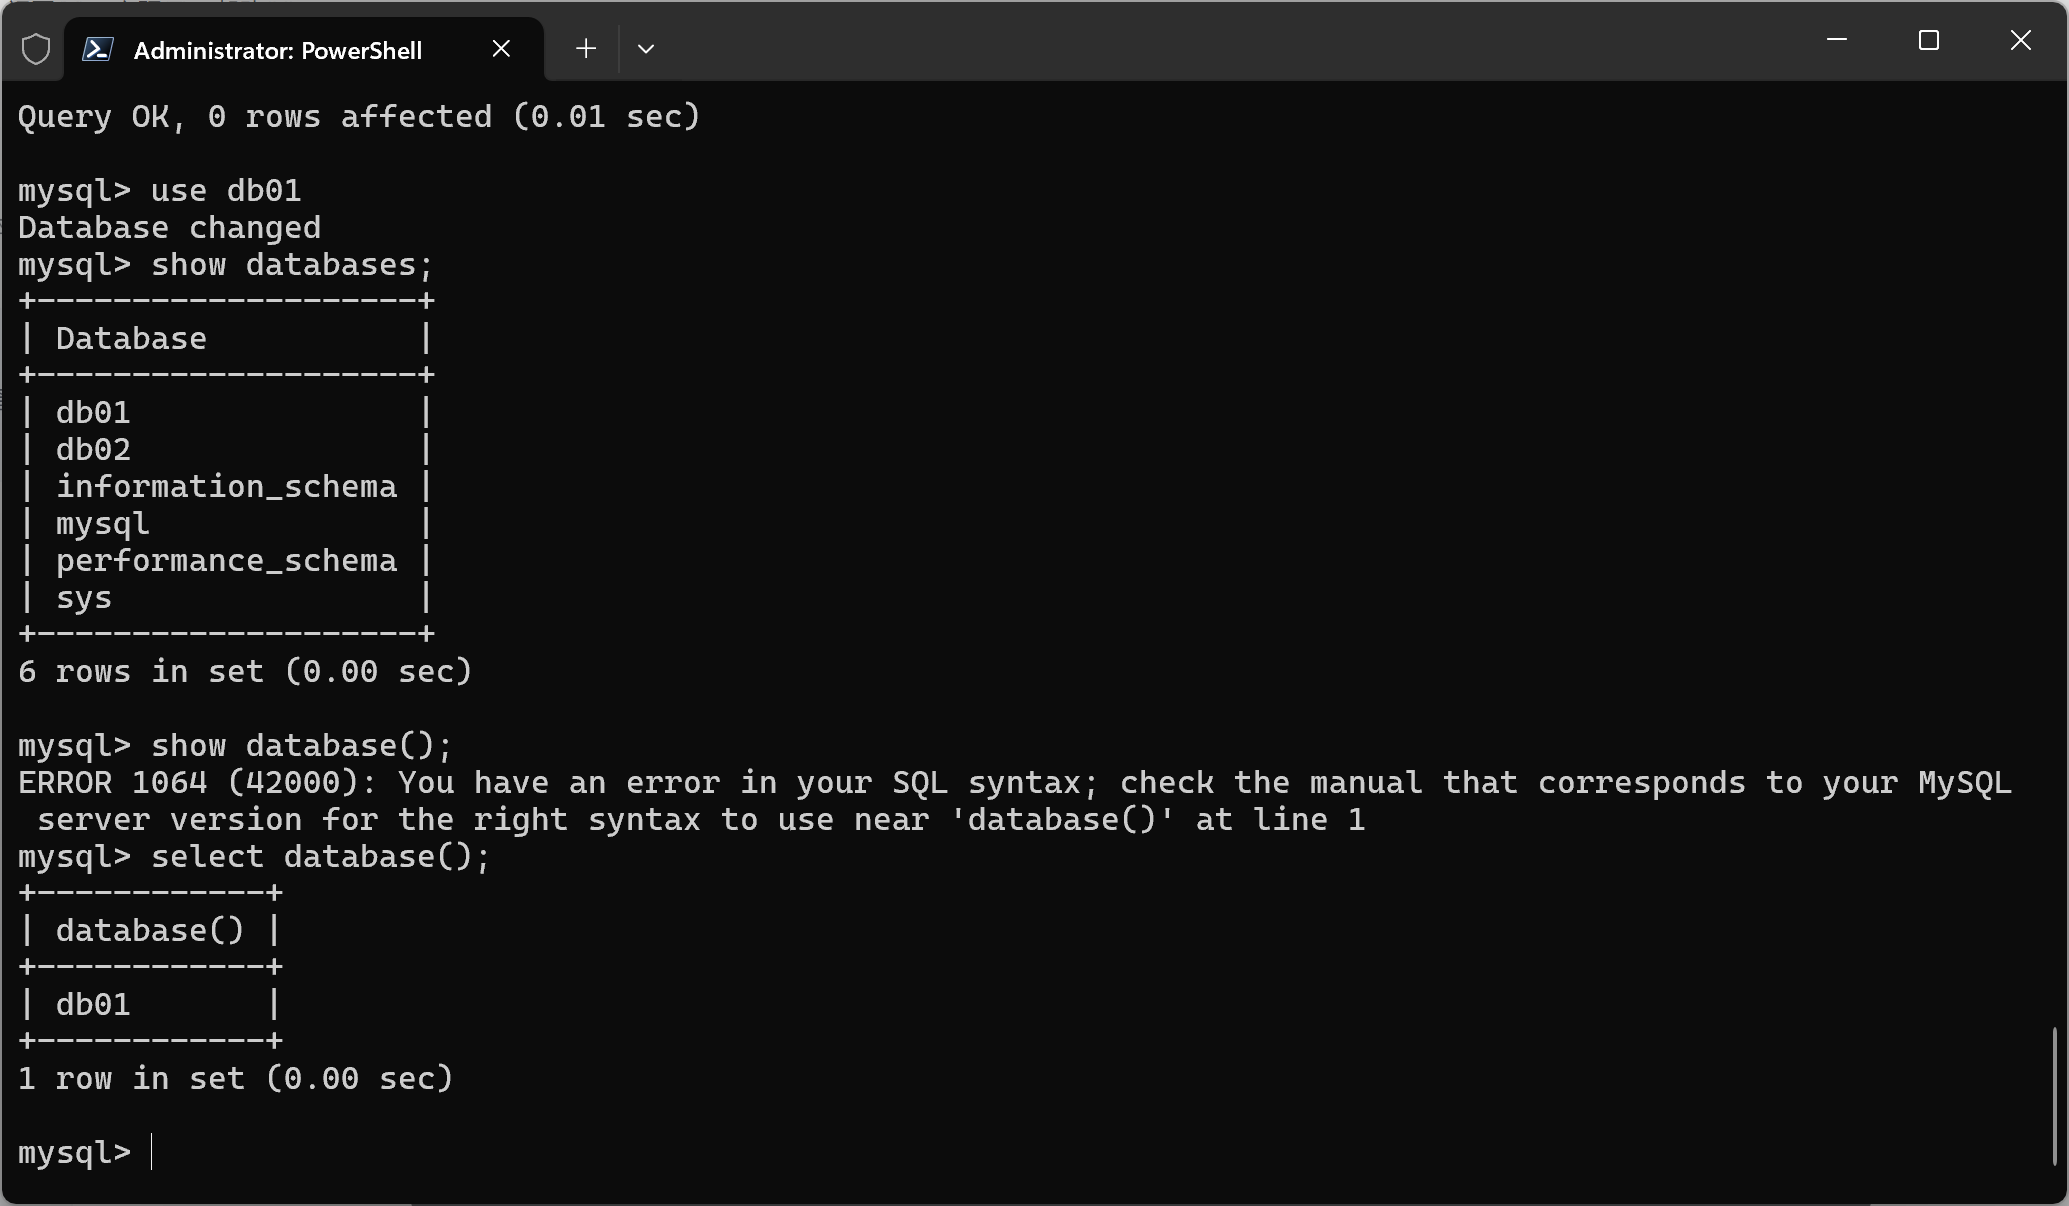 Administrator: PowerShell
Query OK, 0 rows affected (0.01 sec)
mysql> use db01
Database changed
mysql> show databases;
+--------------------+
| Database           |
+--------------------+
| db01               |
| db02               |
| information_schema |
| mysql              |
| performance_schema |
| sys                |
+--------------------+
6 rows in set (0.00 sec)
mysql> show database();
ERROR 1064 (42000): You have an error in your SQL syntax; check the manual that corresponds to your MySQL
 server version for the right syntax to use near 'database()' at line 1
mysql> select database();
+------------+
| database() |
+------------+
| db01       |
+------------+
1 row in set (0.00 sec)
mysql>